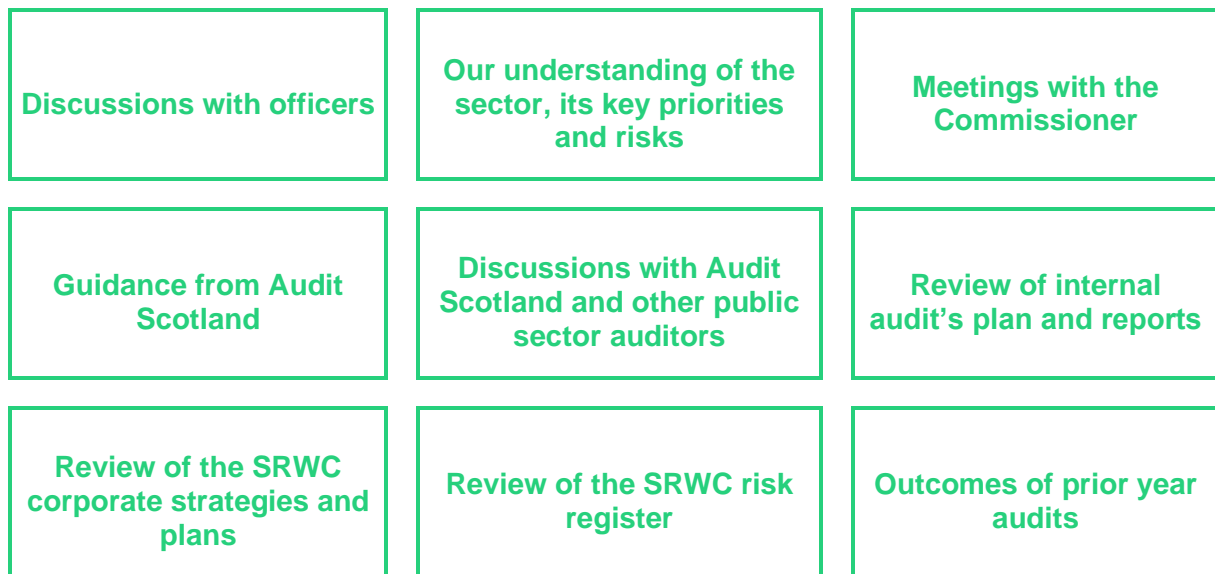 Discussions with officers
Our understanding of the
sector, its key priorities
and risks
Meetings with the
Commissioner
Guidance from Audit
Scotland
Discussions with Audit
Scotland and other public
sector auditors
Review of internal
audit’s plan and reports
Review of the SRWC
corporate strategies and
plans
Review of the SRWC risk
register
Outcomes of prior year
audits